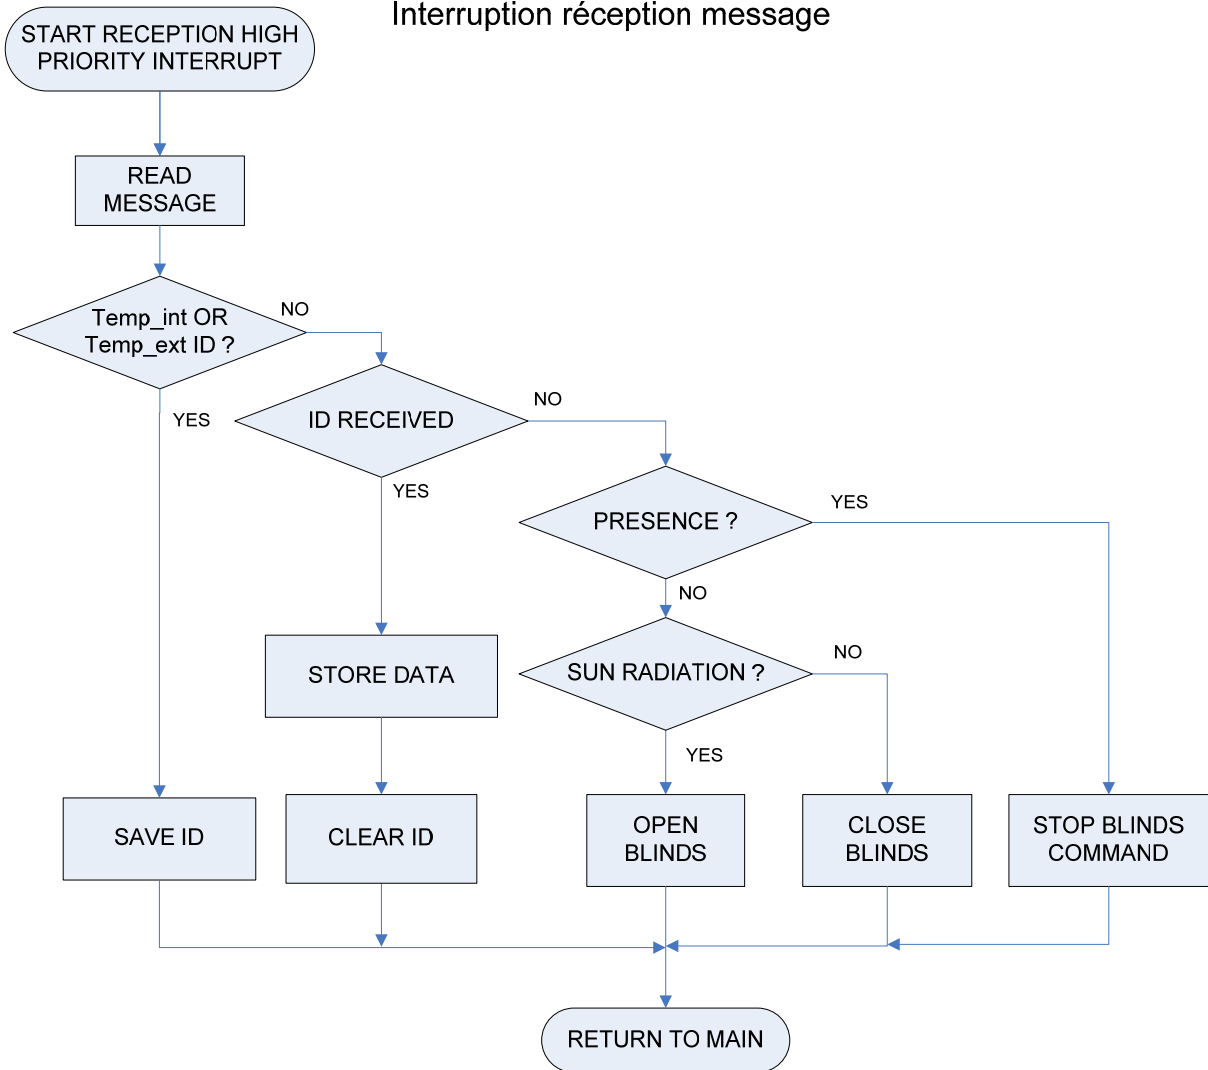 Interruption réception message
START RECEPTION HIGH
PRIORITY INTERRUPT
READ
MESSAGE
Temp_int OR
Temp_ext ID ?
NO
YES
ID RECEIVED
NO
YES
PRESENCE ?
YES
NO
SUN RADIATION ?
NO
YES
STORE DATA
SAVE ID
CLEAR ID
OPEN
BLINDS
CLOSE
BLINDS
STOP BLINDS
COMMAND
RETURN TO MAIN